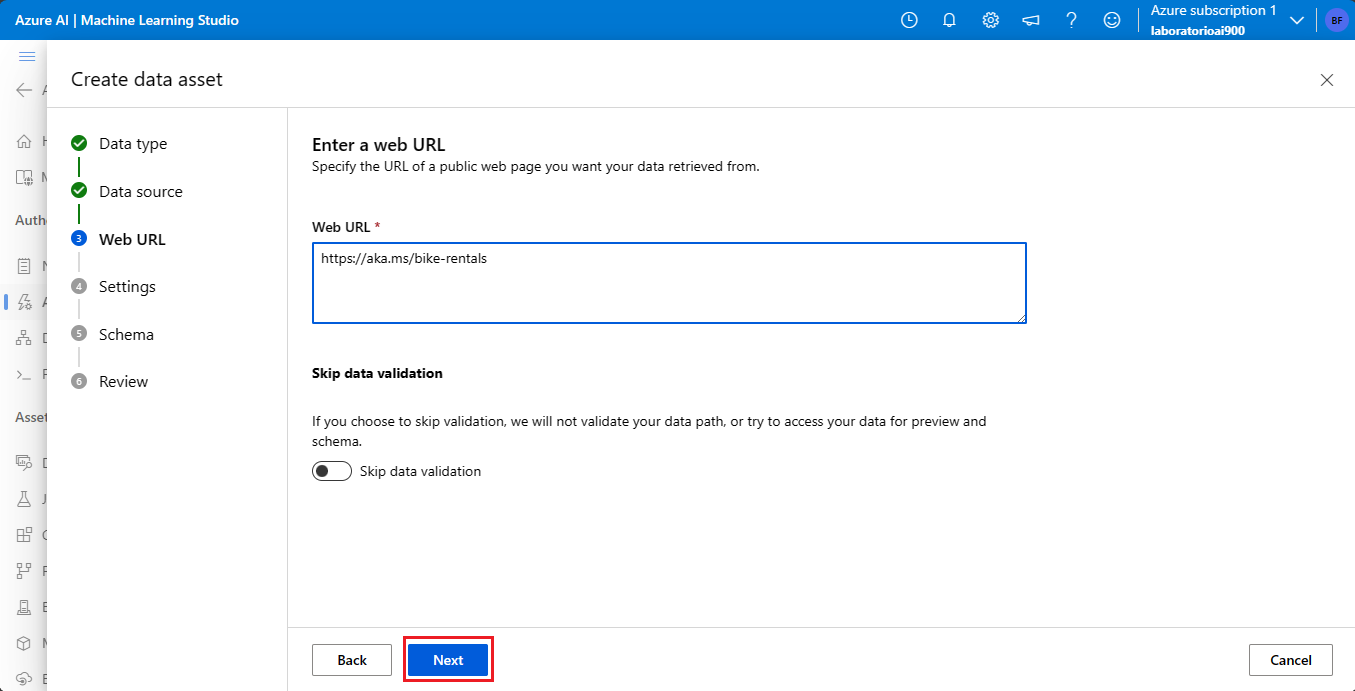 Azure AI | Machine Learning Studio
Azure subscription 1
laboratorioai900
BF
Create data asset
Auth
Asset
Data type
Data source
3 Web URL
4 Settings
5 Schema
6 Review
Enter a web URL
Specify the URL of a public web page you want your data retrieved from.
Web URL *
https://aka.ms/bike-rentals
Skip data validation
If you choose to skip validation, we will not validate your data path, or try to access your data for preview and
schema.
Skip data validation
Back
Next
Cancel